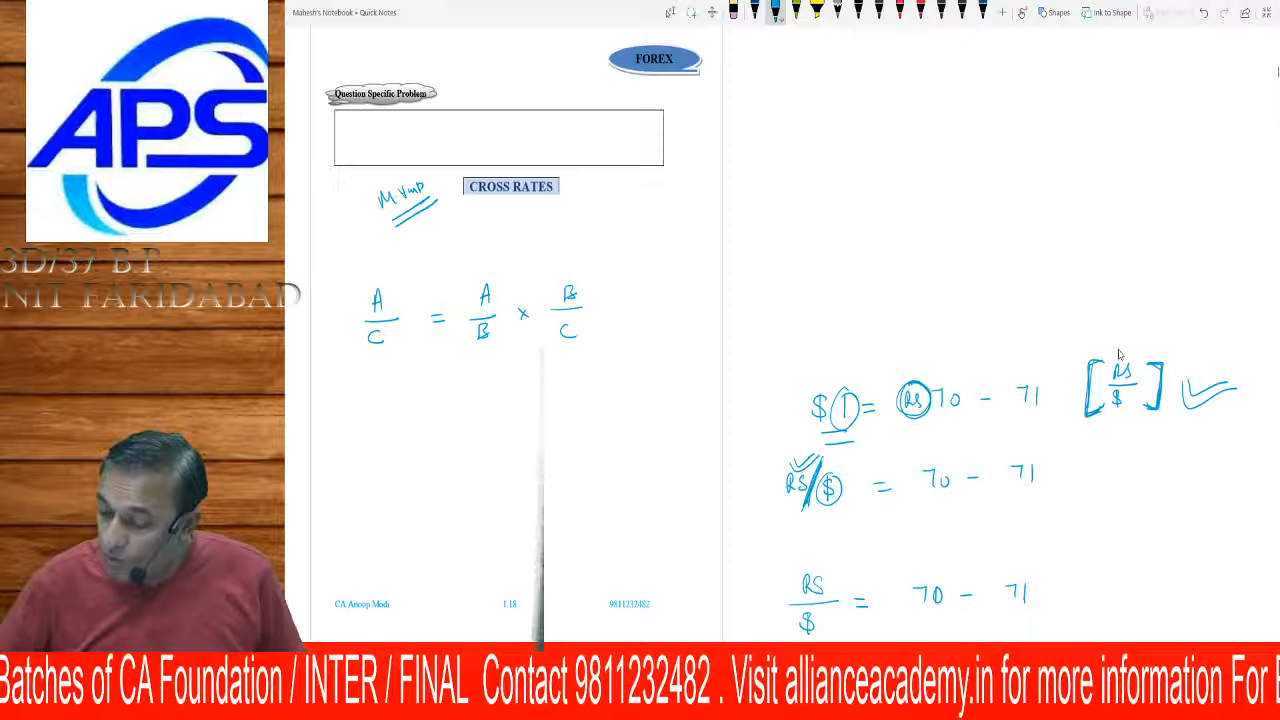 Mahesh's Notebook • Quick Notes
Shapes
Ink to Shape
APS
3D/37 B.P.
NIT FARIDABAD
FOREX
Question Specific Problem
M.Vmp
CROSS RATES
A/C = A/B × B/C
$ 1 = RS 70 - 71 [RS/$]
RS/$ = 70 - 71
RS/$ = 70 - 71
CA Anoop Modi
1.18
9811232482
Batches of CA Foundation / INTER / FINAL Contact 9811232482 . Visit allianceacademy.in for more information For